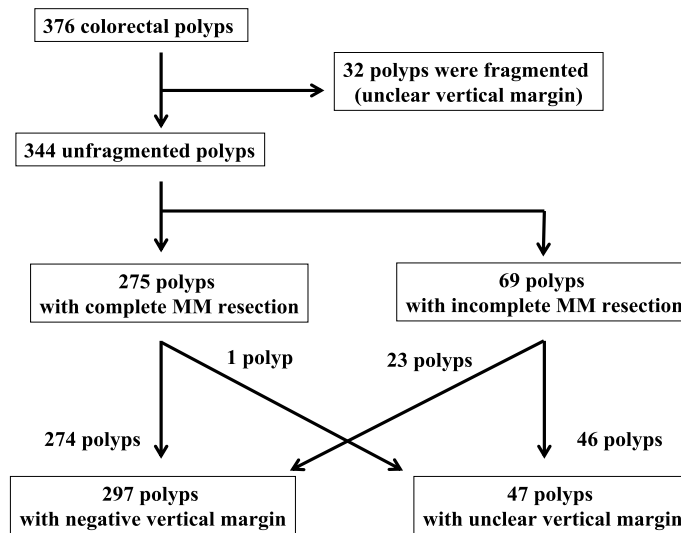 376 colorectal polyps
32 polyps were fragmented
(unclear vertical margin)
344 unfragmented polyps
275 polyps
with complete MM resection
69 polyps
with incomplete MM resection
1 polyp
23 polyps
274 polyps
46 polyps
297 polyps
with negative vertical margin
47 polyps
with unclear vertical margin